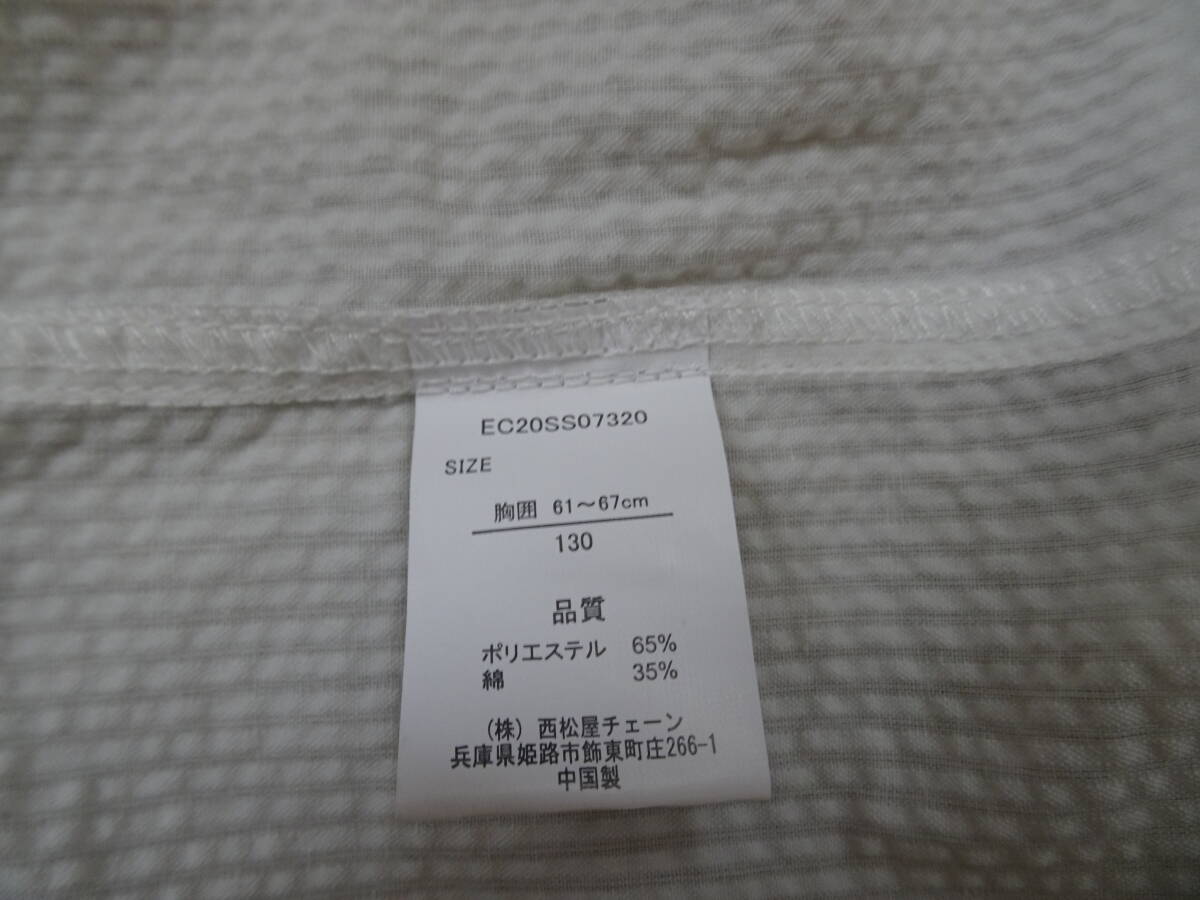 EC20SS07320
SIZE
胸囲 61～67cm
130
品質
ポリエステル 65%
綿 35%
(株) 西松屋チェーン
兵庫県姫路市飾東町庄266-1
中国製